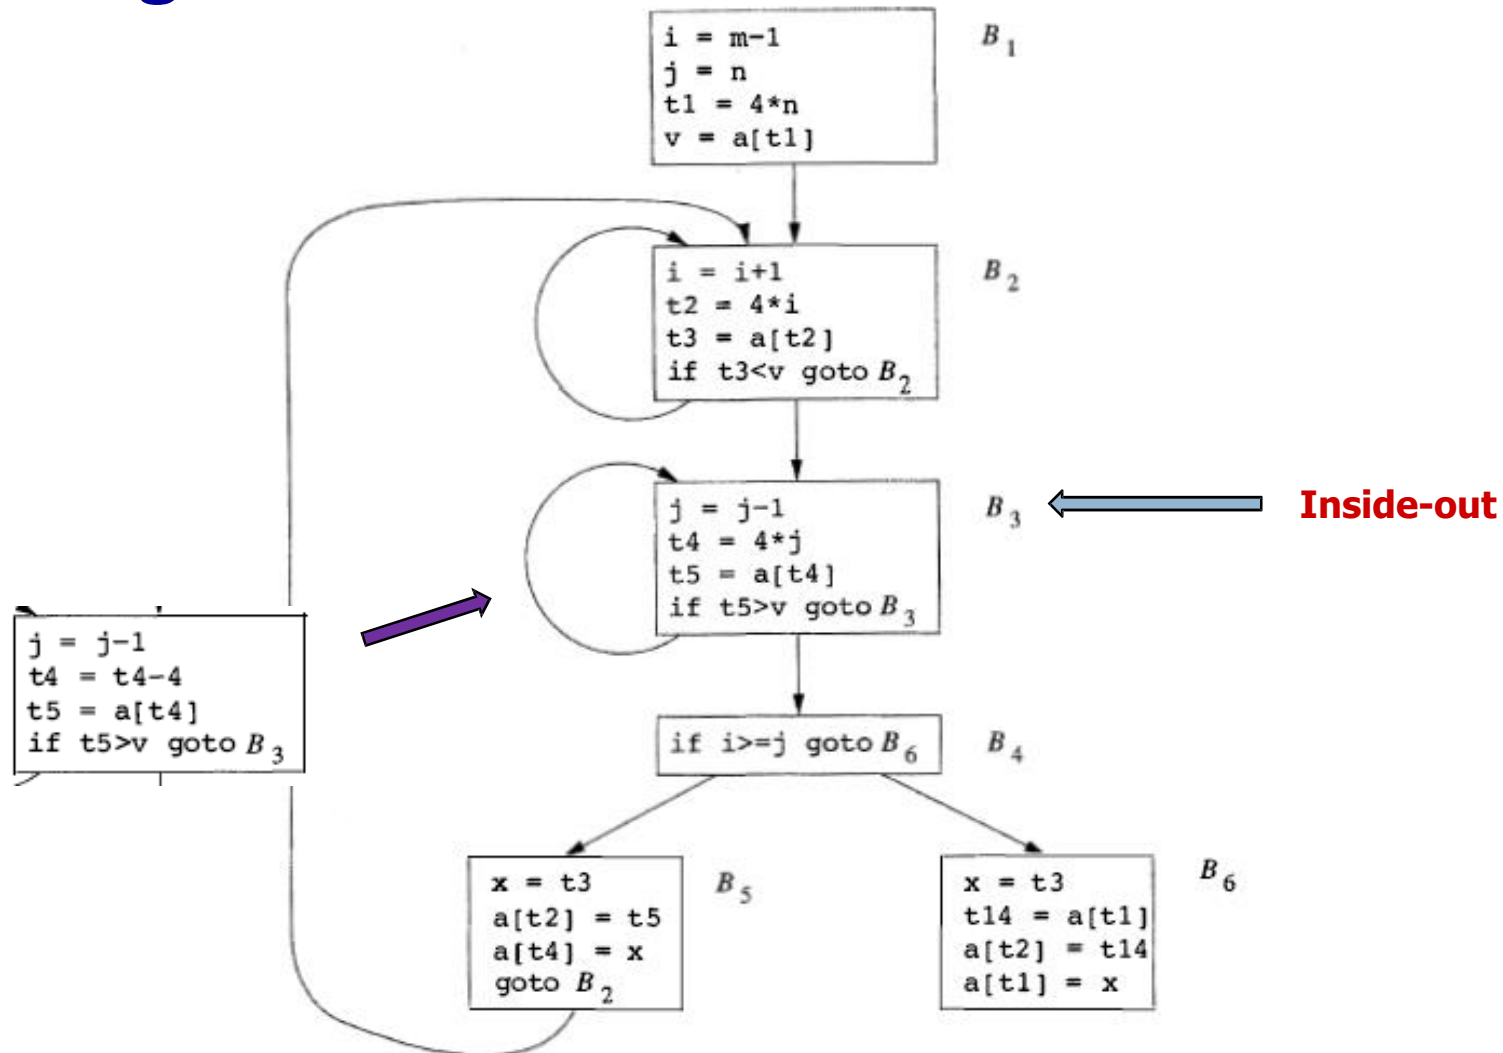 i = m-1
j = n
t1 = 4*n
v = a[t1]
B1
i = i+1
t2 = 4*i
t3 = a[t2]
if t3<v goto B2
B2
j = j-1
t4 = 4*j
t5 = a[t4]
if t5>v goto B3
B3
Inside-out
j = j-1
t4 = t4-4
t5 = a[t4]
if t5>v goto B3
if i>=j goto B6
B4
x = t3
a[t2] = t5
a[t4] = x
goto B2
B5
x = t3
t14 = a[t1]
a[t2] = t14
a[t1] = x
B6